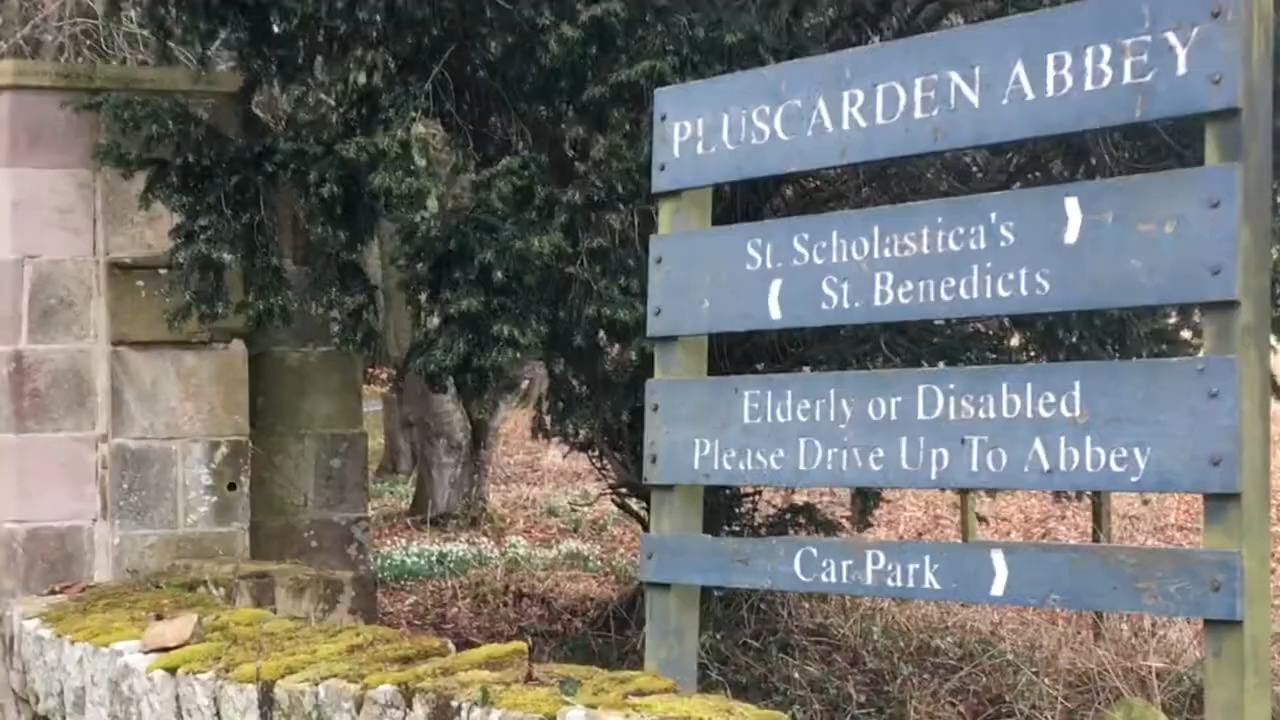 PLUSCARDEN ABBEY
St. Scholastica's
St. Benedicts
Elderly or Disabled
Please Drive Up To Abbey
Car Park